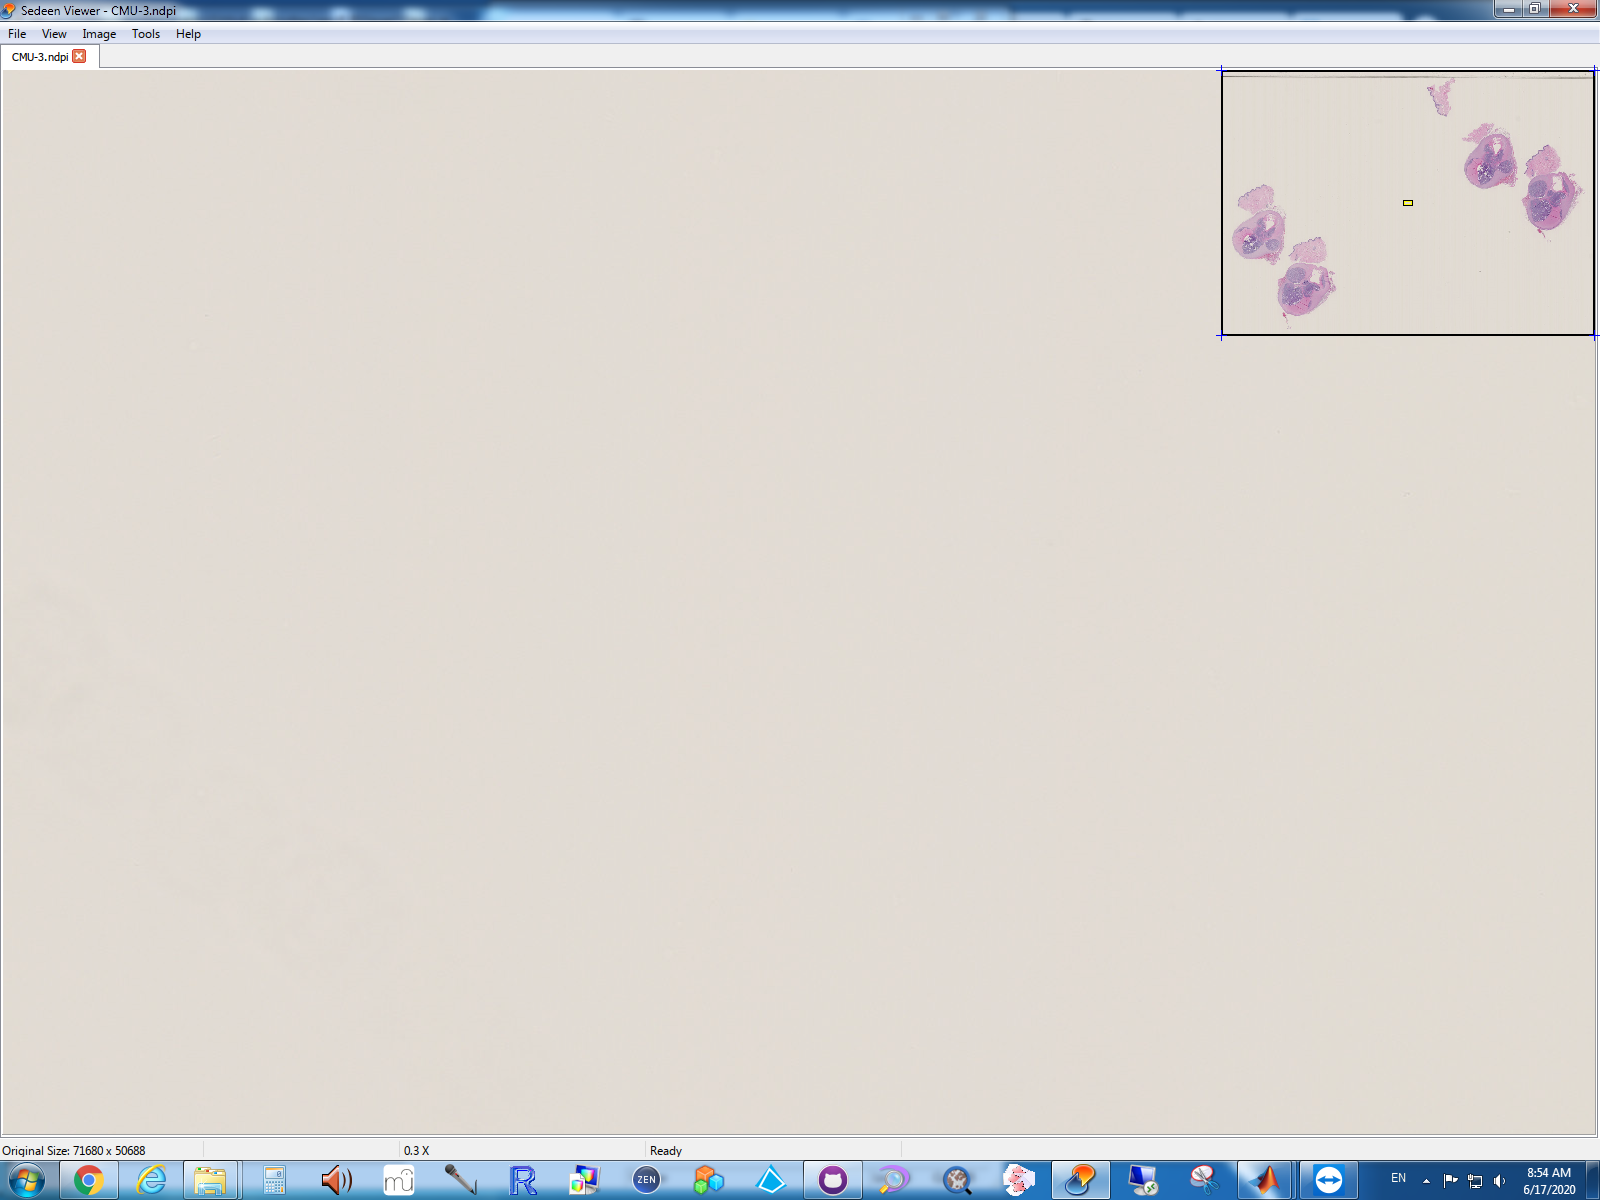 Sedeen Viewer - CMU-3.ndpi
File View Image Tools Help
CMU-3.ndpi
Original Size: 71680 x 50688 0.3 X Ready
ZEN
EN
8:54 AM
6/17/2020